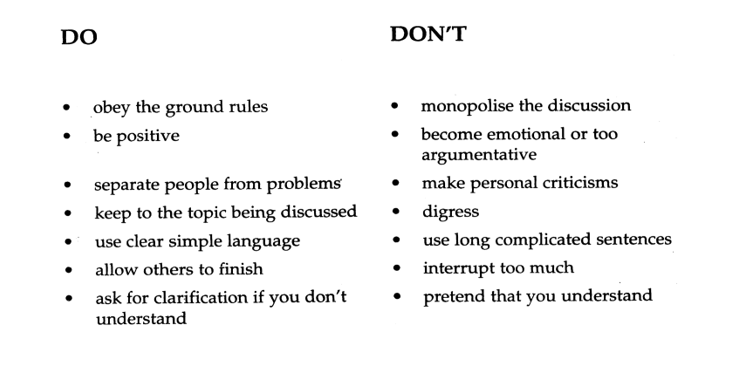 DO
DON'T
• obey the ground rules
• monopolise the discussion
• be positive
• become emotional or too
argumentative
• separate people from problems
• make personal criticisms
• keep to the topic being discussed
• digress
• use clear simple language
• use long complicated sentences
• allow others to finish
• interrupt too much
• ask for clarification if you don't
understand
• pretend that you understand